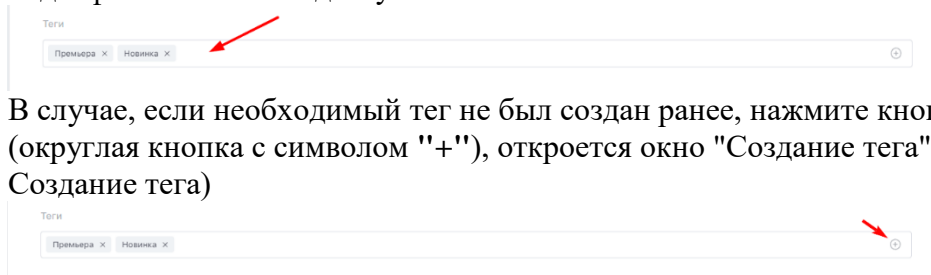 Теги
Премьера × Новинка ×
В случае, если необходимый тег не был создан ранее, нажмите
(округлая кнопка с символом "+"), откроется окно "Создание тега"
Создание тега)
Теги
Премьера × Новинка ×